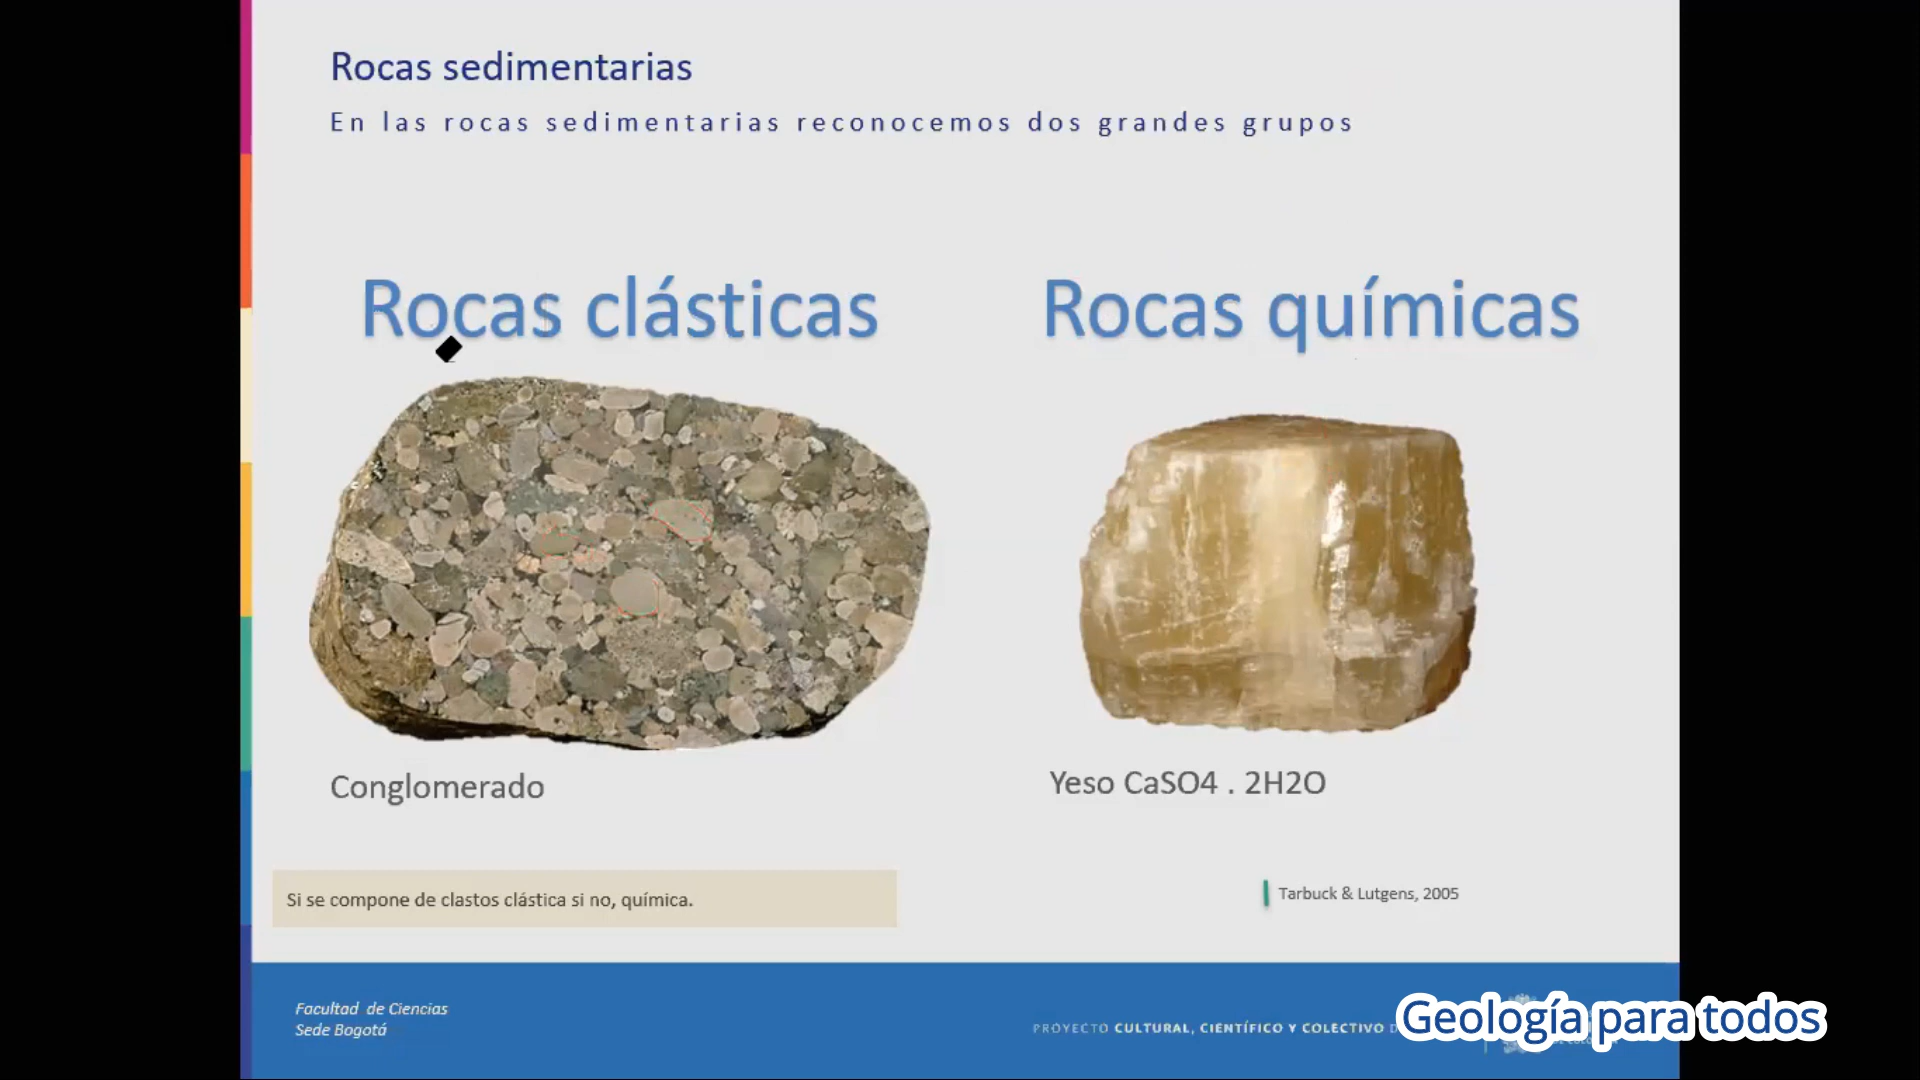 Rocas sedimentarias
En las rocas sedimentarias reconocemos dos grandes grupos
Rocas clásticas
Rocas químicas
Conglomerado
Yeso CaSO4 . 2H2O
Si se compone de clastos clástica si no, química.
Tarbuck & Lutgens, 2005
Facultad de Ciencias
Sede Bogotá
PROYECTO CULTURAL, CIENTÍFICO Y COLECTIVO
Geología para todos